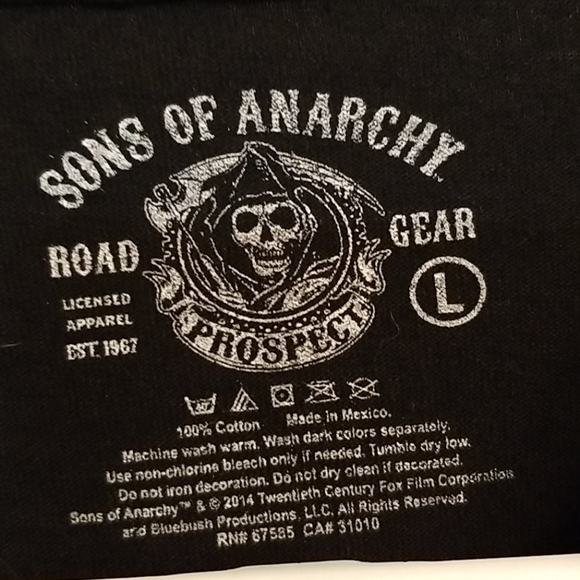 SONS OF ANARCHY
ROAD GEAR
LICENSED
APPAREL
EST. 1967
PROSPECT
L
100% Cotton Made in Mexico.
Machine wash warm. Wash dark colors separately.
Use non-chlorine bleach only if needed. Tumble dry low.
Do not iron decoration. Do not dry clean if decorated.
Sons of Anarchy™ & © 2014 Twentieth Century Fox Film Corporation
and Bluebush Productions, LLC. All Rights Reserved.
RN# 67585 CA# 31010